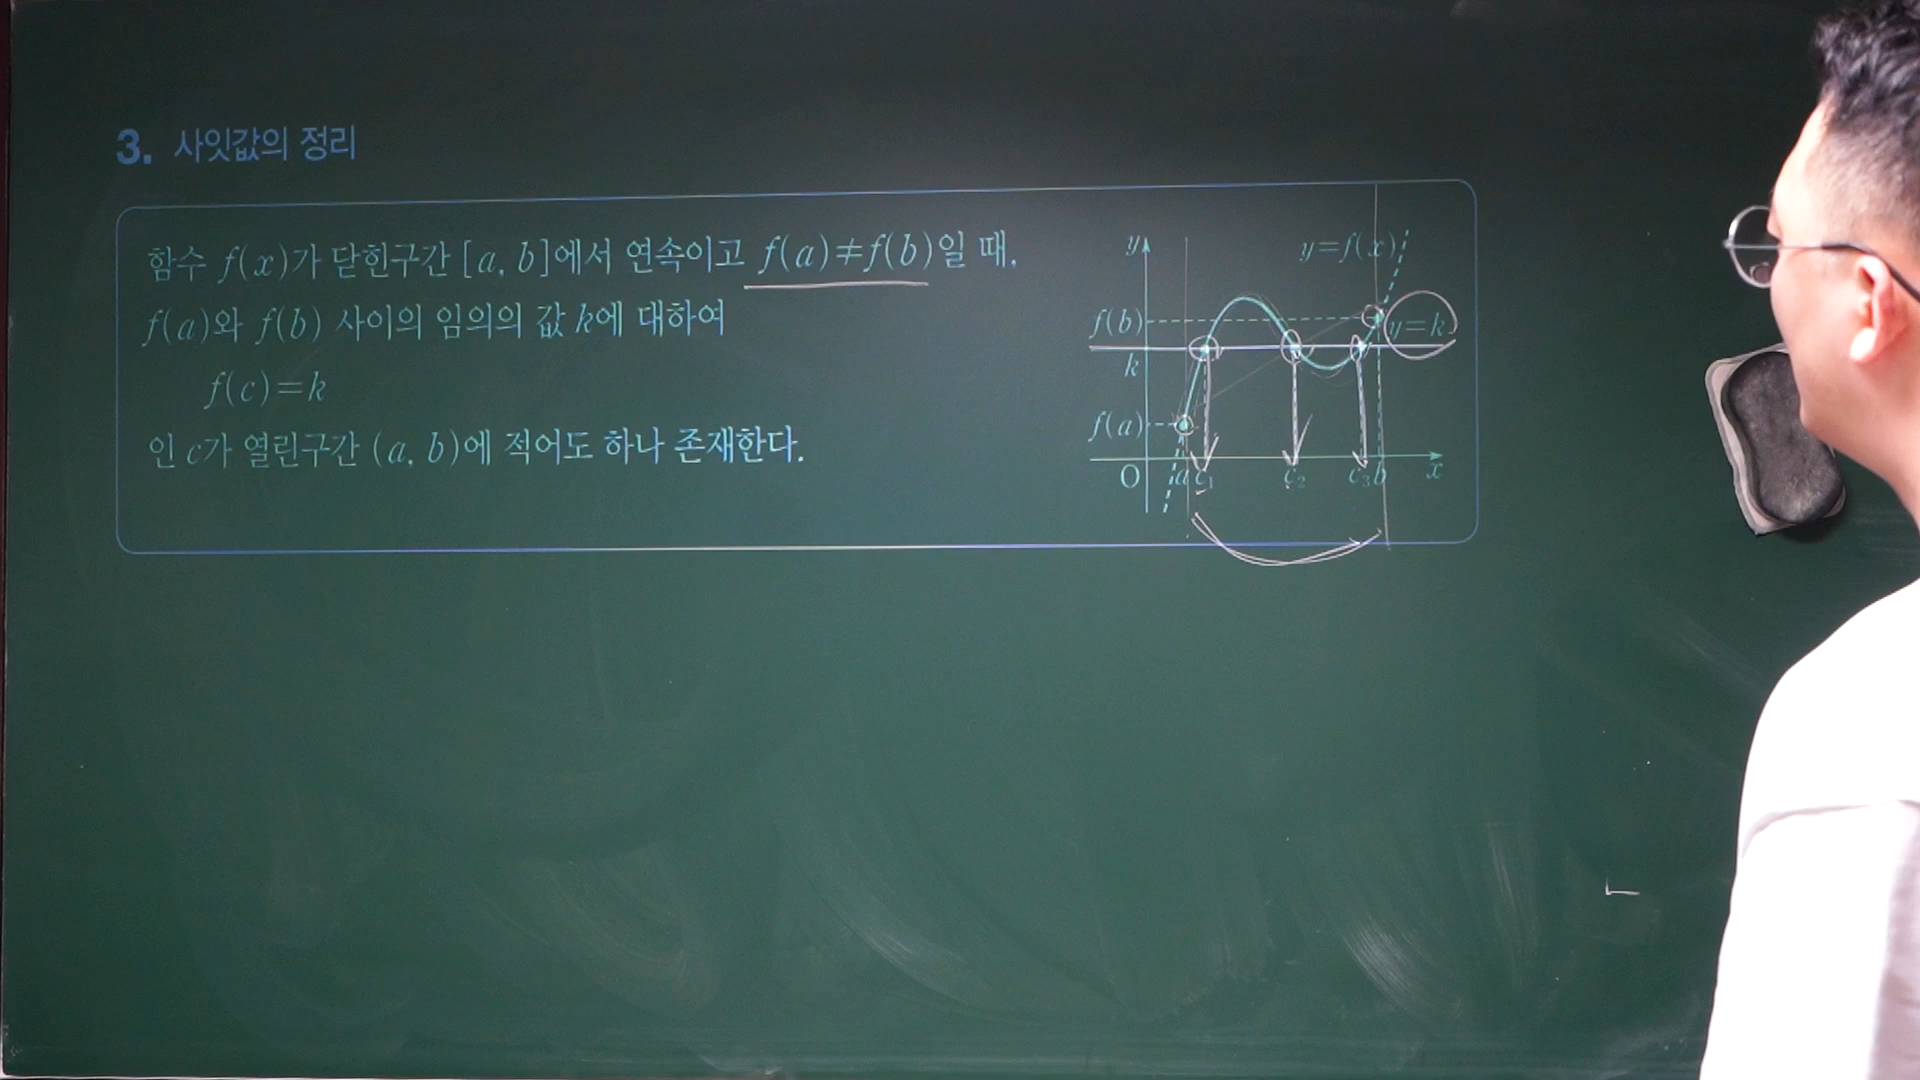 3. 사잇값의 정리
함수 f(x)가 닫힌구간 [a, b]에서 연속이고 f(a)≠f(b)일 때,
f(a)와 f(b) 사이의 임의의 값 k에 대하여
f(c)=k
인 c가 열린구간 (a, b)에 적어도 하나 존재한다.
y
y=f(x)
f(b)
y=k
k
f(a)
O a c₁ c₂ c₃ b x